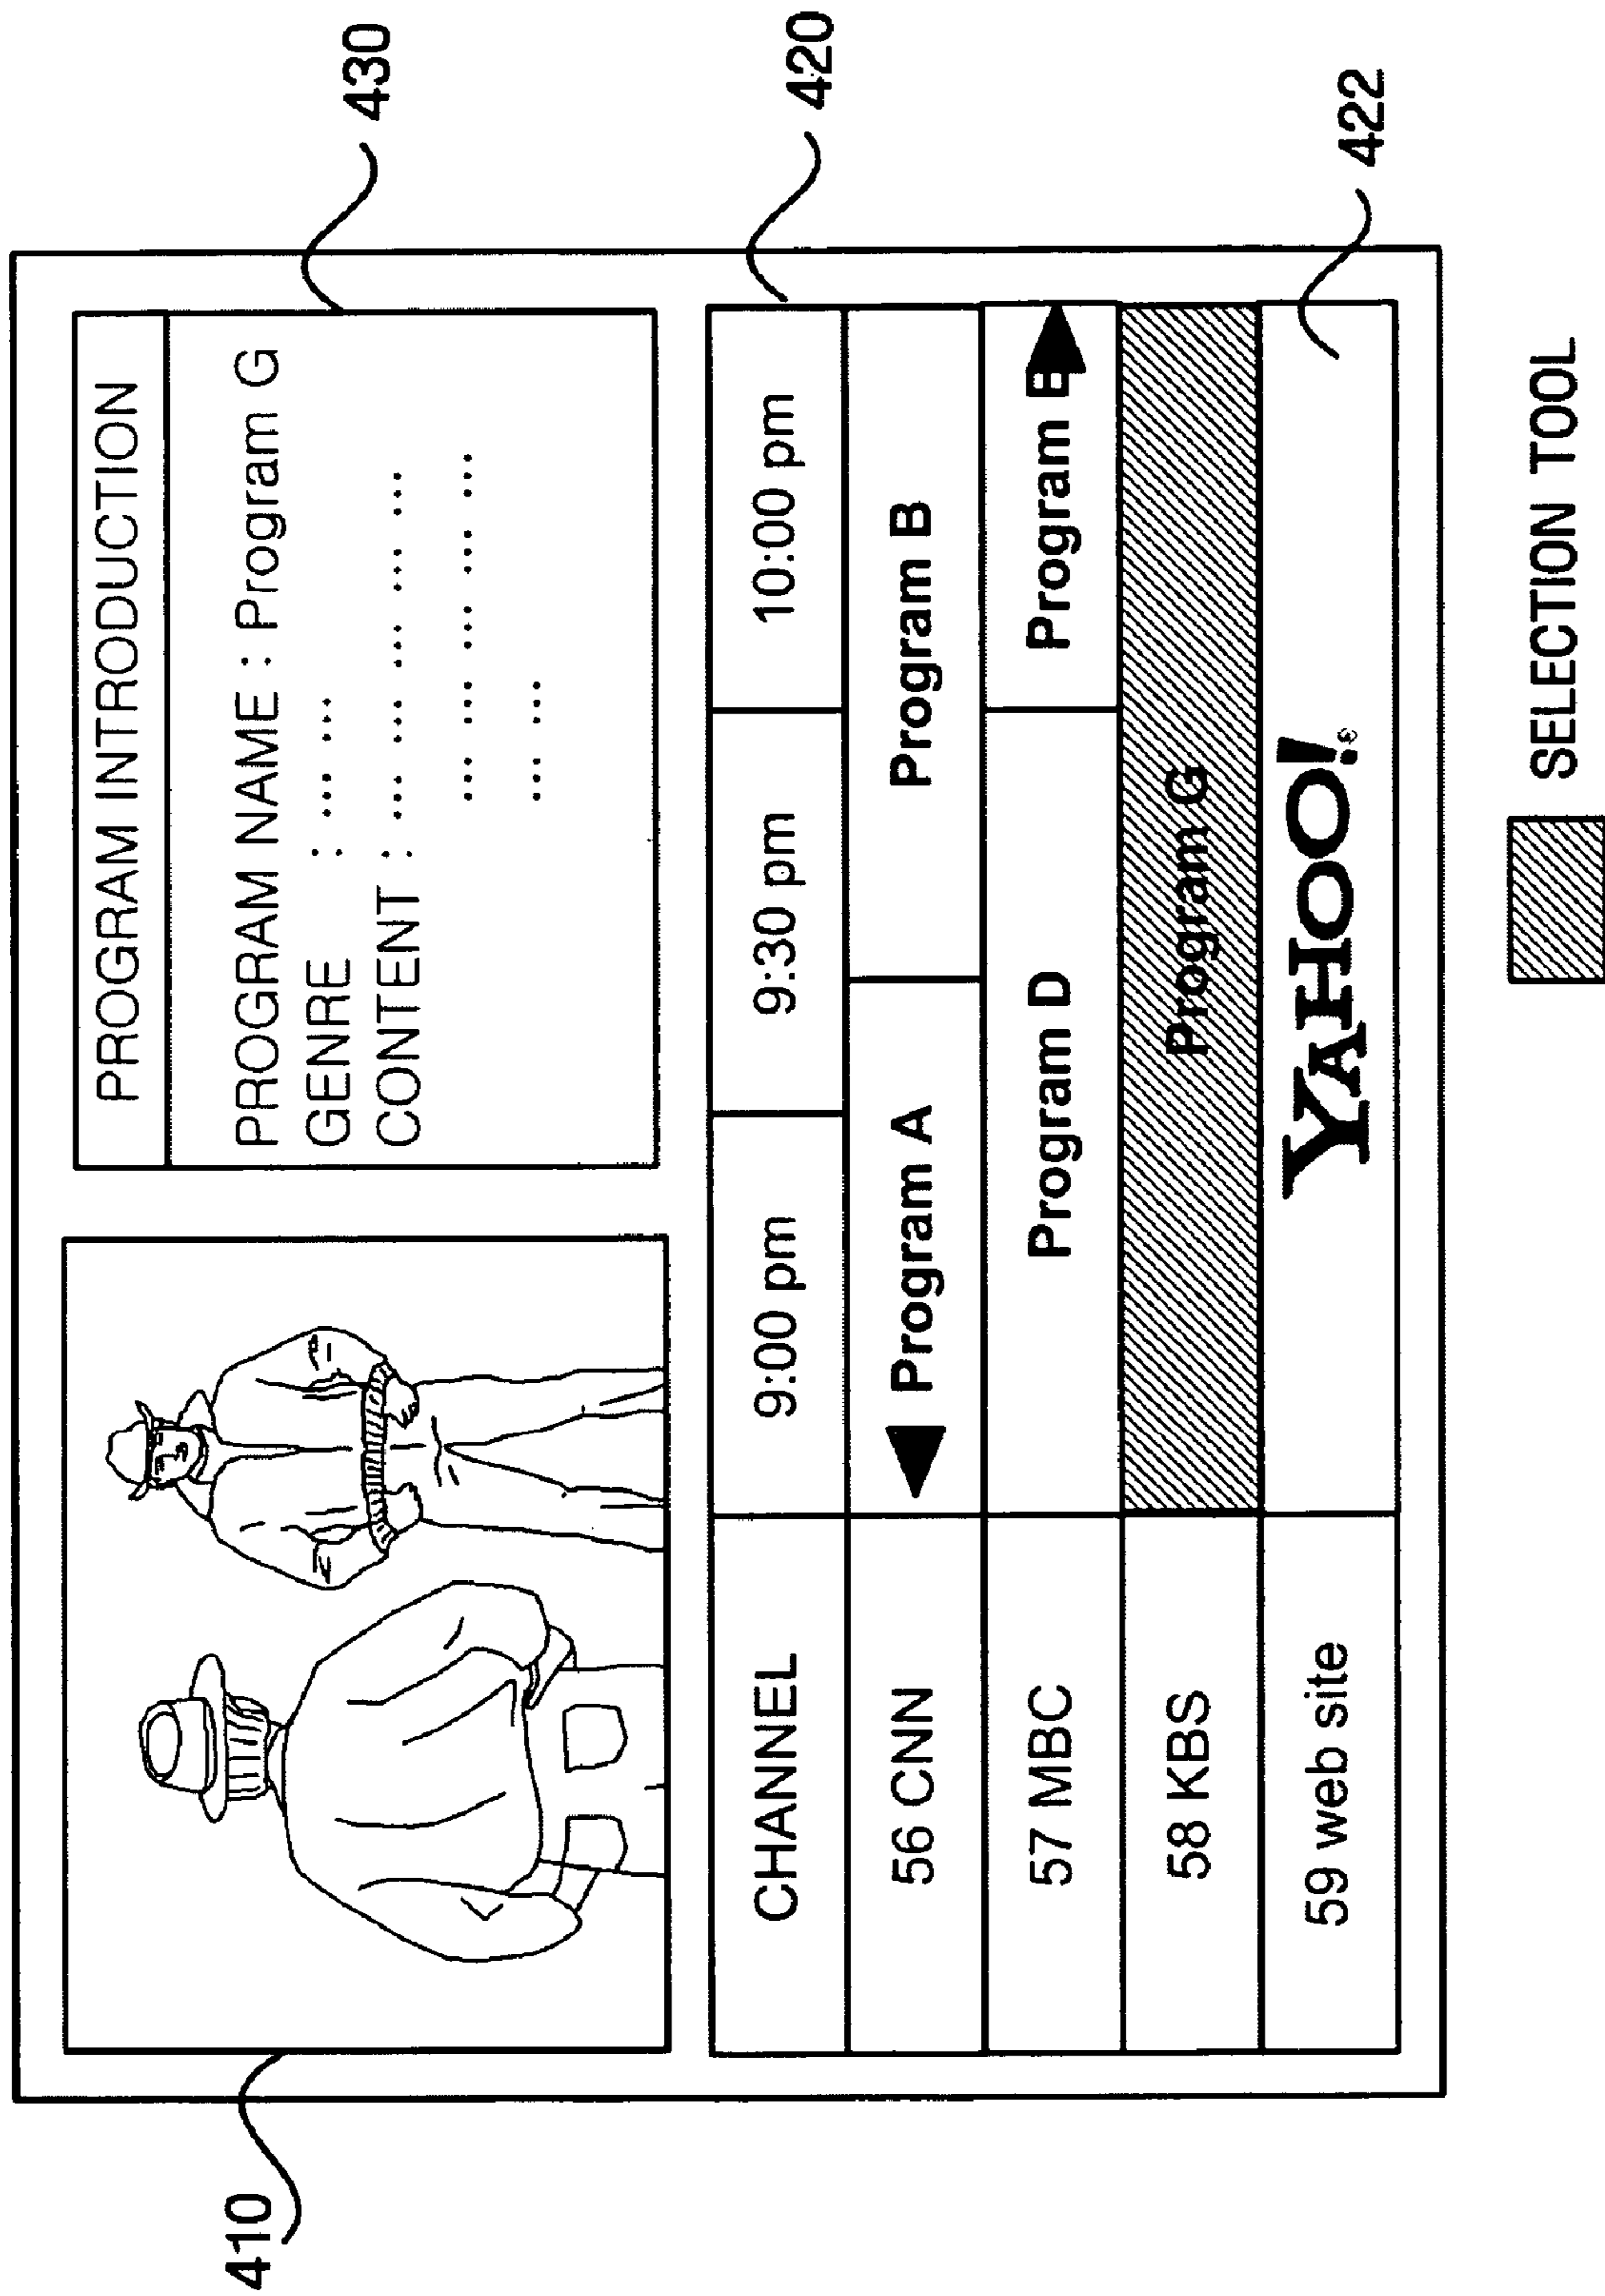 410
430
PROGRAM INTRODUCTION
PROGRAM NAME : Program G
GENRE : ... ...
CONTENT : ... ... ... ... ...
... ... ... ... ...
... ...
420
CHANNEL 9:00 pm 9:30 pm 10:00 pm
56 CNN Program A Program B
57 MBC Program D Program
58 KBS Program G
59 web site YAHOO!
422
SELECTION TOOL